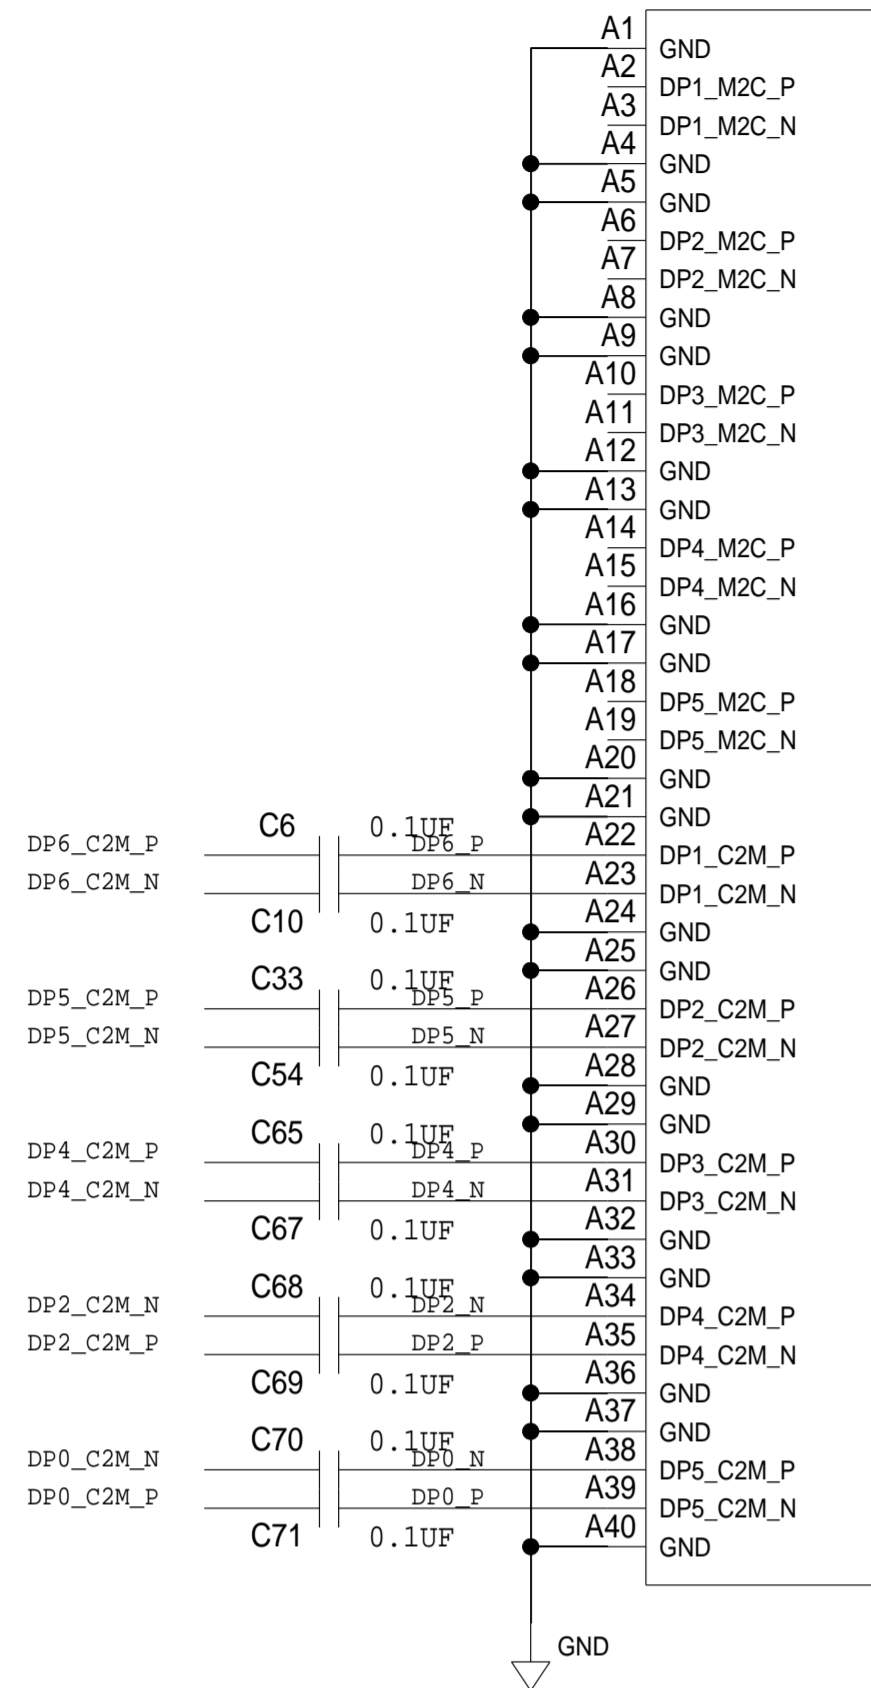 A1 GND
A2 DP1_M2C_P
A3 DP1_M2C_N
A4 GND
A5 GND
A6 DP2_M2C_P
A7 DP2_M2C_N
A8 GND
A9 GND
A10 DP3_M2C_P
A11 DP3_M2C_N
A12 GND
A13 GND
A14 DP4_M2C_P
A15 DP4_M2C_N
A16 GND
A17 GND
A18 DP5_M2C_P
A19 DP5_M2C_N
A20 GND
A21 GND
C6 0.1UF
DP6_C2M_P DP6_P A22 DP1_C2M_P
DP6_C2M_N DP6_N A23 DP1_C2M_N
C10 0.1UF A24 GND
A25 GND
C33 0.1UF
DP5_C2M_P DP5_P A26 DP2_C2M_P
DP5_C2M_N DP5_N A27 DP2_C2M_N
C54 0.1UF A28 GND
A29 GND
C65 0.1UF
DP4_C2M_P DP4_P A30 DP3_C2M_P
DP4_C2M_N DP4_N A31 DP3_C2M_N
C67 0.1UF A32 GND
A33 GND
C68 0.1UF
DP2_C2M_N DP2_N A34 DP4_C2M_P
DP2_C2M_P DP2_P A35 DP4_C2M_N
C69 0.1UF A36 GND
A37 GND
C70 0.1UF
DP0_C2M_N DP0_N A38 DP5_C2M_P
DP0_C2M_P DP0_P A39 DP5_C2M_N
C71 0.1UF A40 GND
GND